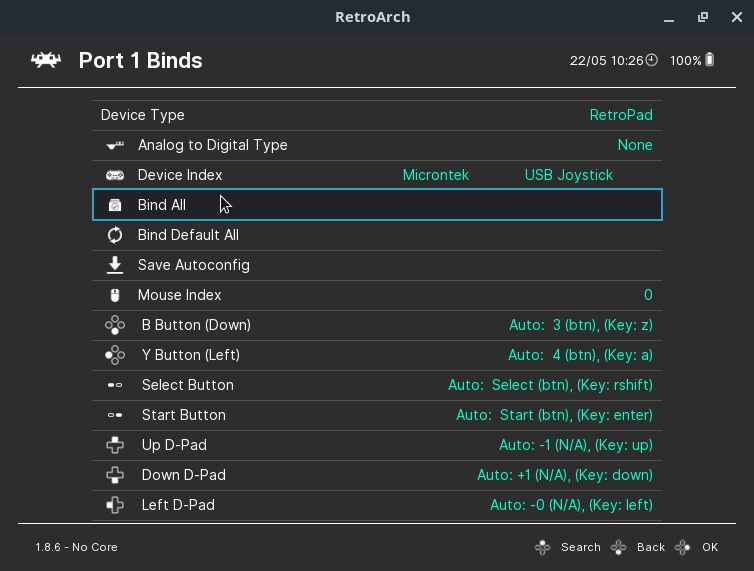 RetroArch
Port 1 Binds 22/05 10:26 100%
Device Type RetroPad
Analog to Digital Type None
Device Index Microntek USB Joystick
Bind All
Bind Default All
Save Autoconfig
Mouse Index 0
B Button (Down) Auto: 3 (btn), (Key: z)
Y Button (Left) Auto: 4 (btn), (Key: a)
Select Button Auto: Select (btn), (Key: rshift)
Start Button Auto: Start (btn), (Key: enter)
Up D-Pad Auto: -1 (N/A), (Key: up)
Down D-Pad Auto: +1 (N/A), (Key: down)
Left D-Pad Auto: -0 (N/A), (Key: left)
1.8.6 - No Core Search Back OK